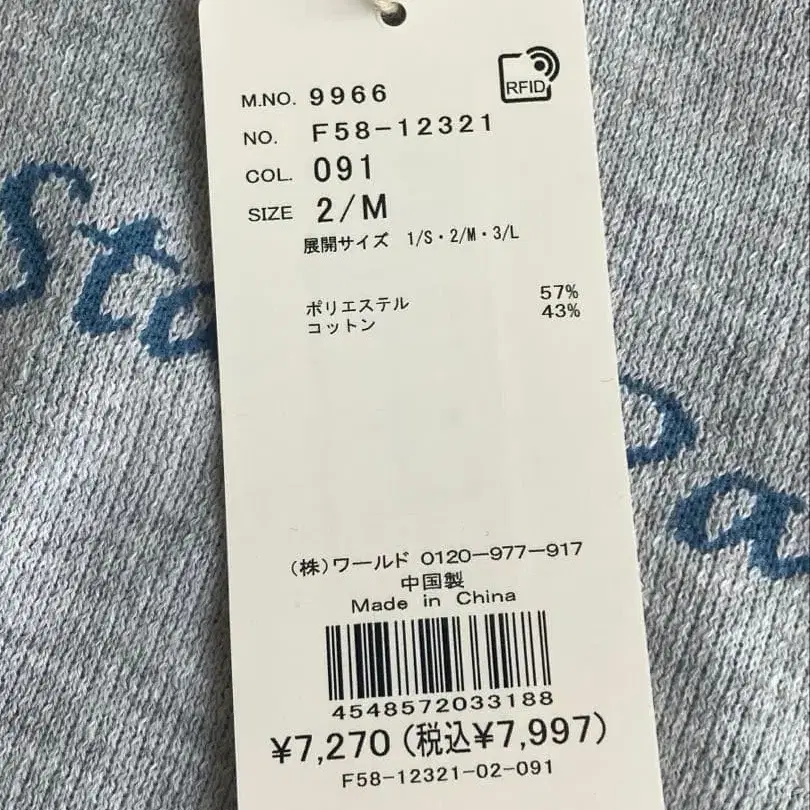 RFID
M.NO. 9966
NO. F58-12321
COL. 091
SIZE 2/M
展開サイズ 1/S・2/M・3/L
ポリエステル 57%
コットン 43%
(株)ワールド 0120-977-917
中国製
Made in China
4548572033188
¥7,270(税込¥7,997)
F58-12321-02-091